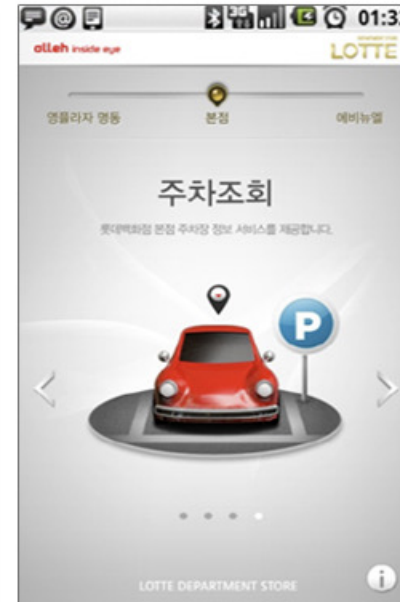 3G 01:3
olleh inside eye
LOTTE
영플라자 명동 본점 에비뉴엘
주차조회
롯데백화점 본점 주차장 정보 서비스를 제공합니다.
P
LOTTE DEPARTMENT STORE
i